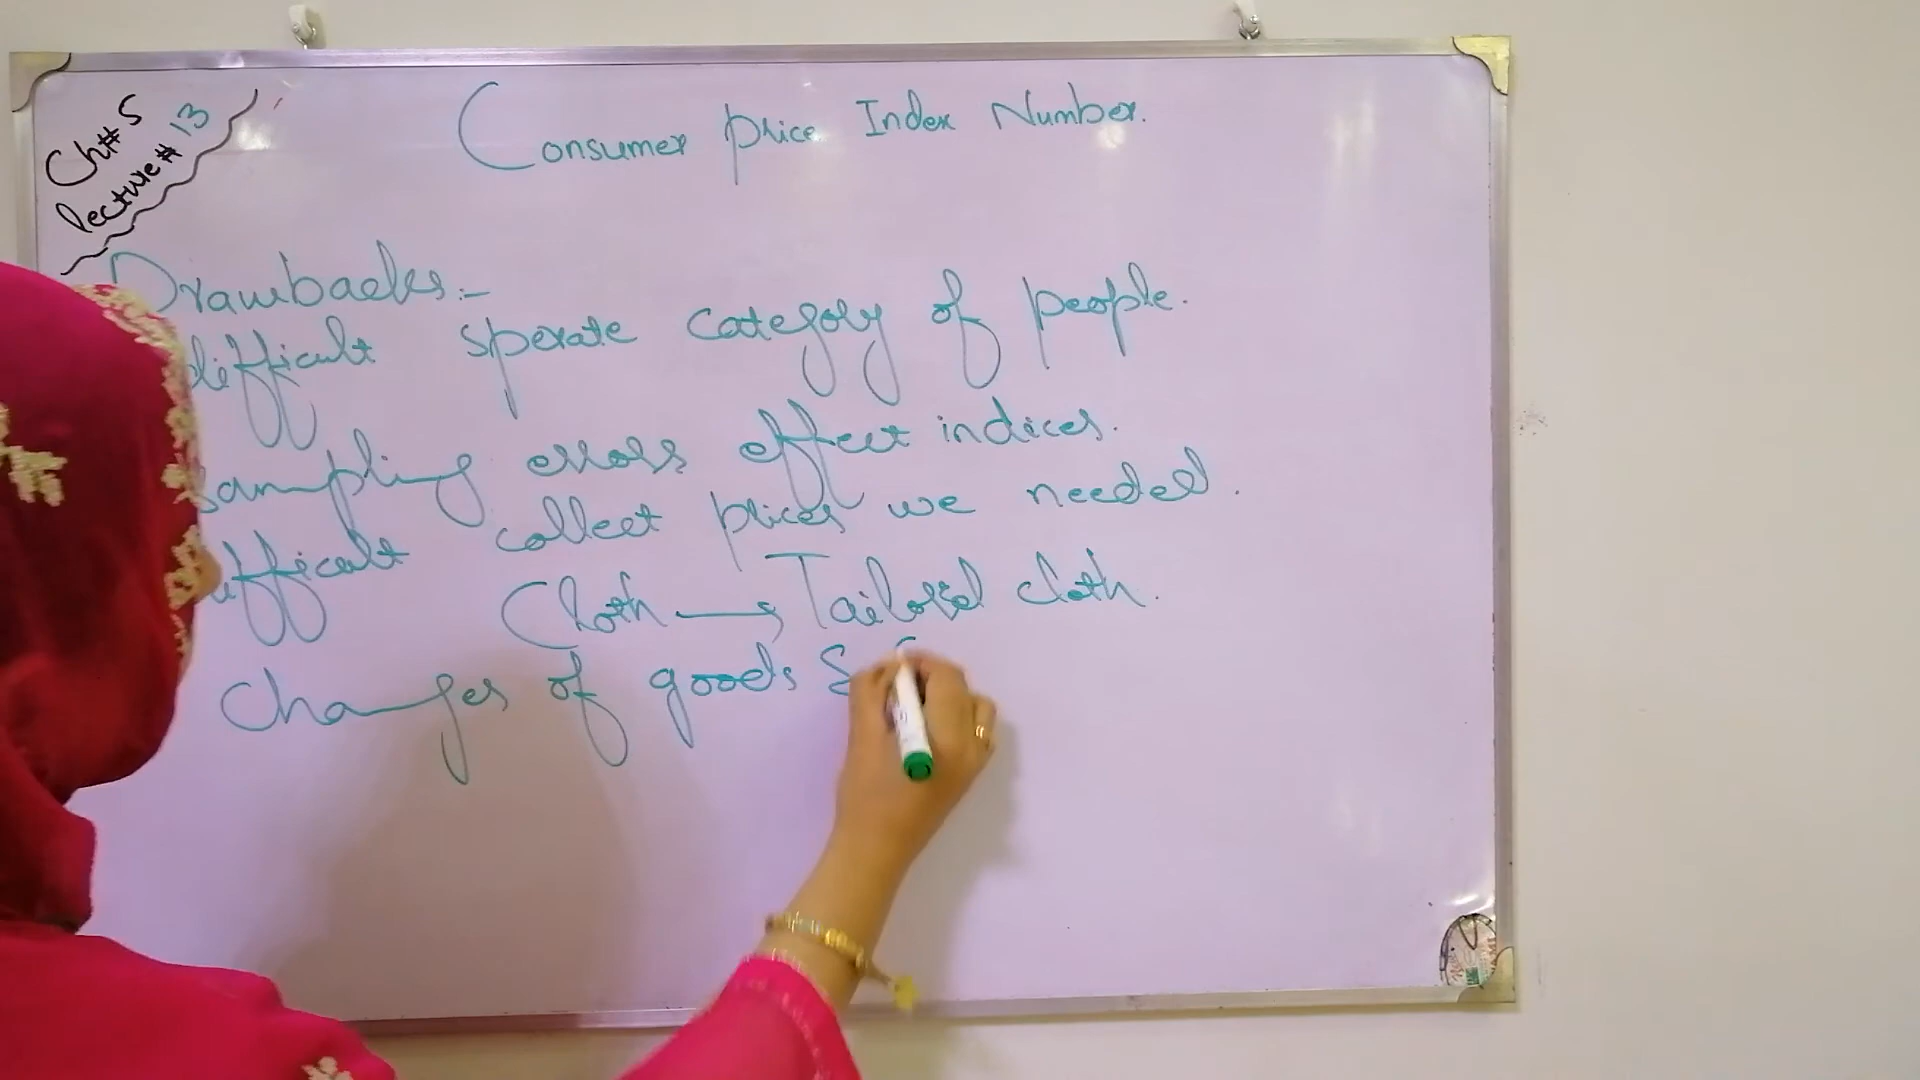 Ch# 5
lecture# 13
Consumer price Index Number.
Drawbacks:-
difficult sperate category of people.
Sampling errors effect indices.
difficult collect prices we needed.
Cloth → Tailored cloth.
Changes of goods &